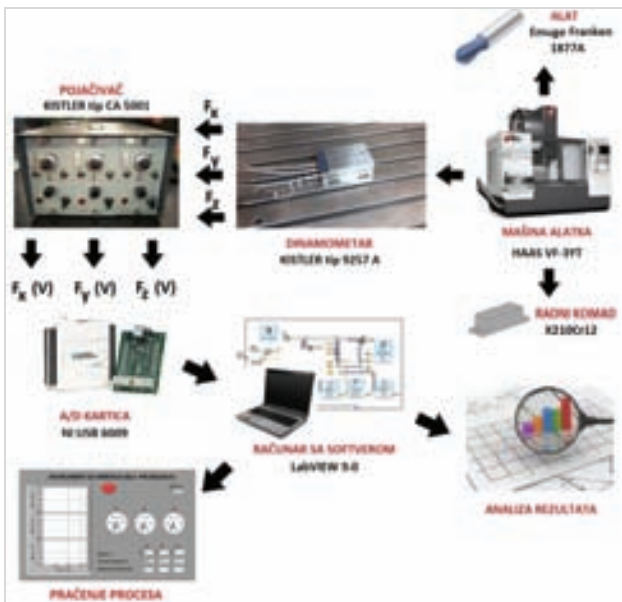 ALAT
Emuge Franken
1877A
POJAČIVAČ
KISTLER tip CA 5001
Fx
Fy
Fz
DINAMOMETAR
KISTLER tip 9257 A
MAŠINA ALATKA
HAAS VF-3YT
Fx (V) Fy (V) Fz (V)
RADNI KOMAD
X210Cr12
A/D KARTICA
NI USB 6009
RAČUNAR SA SOFTVEROM
LabVIEW 9.0
ANALIZA REZULTATA
PRAĆENJE PROCESA